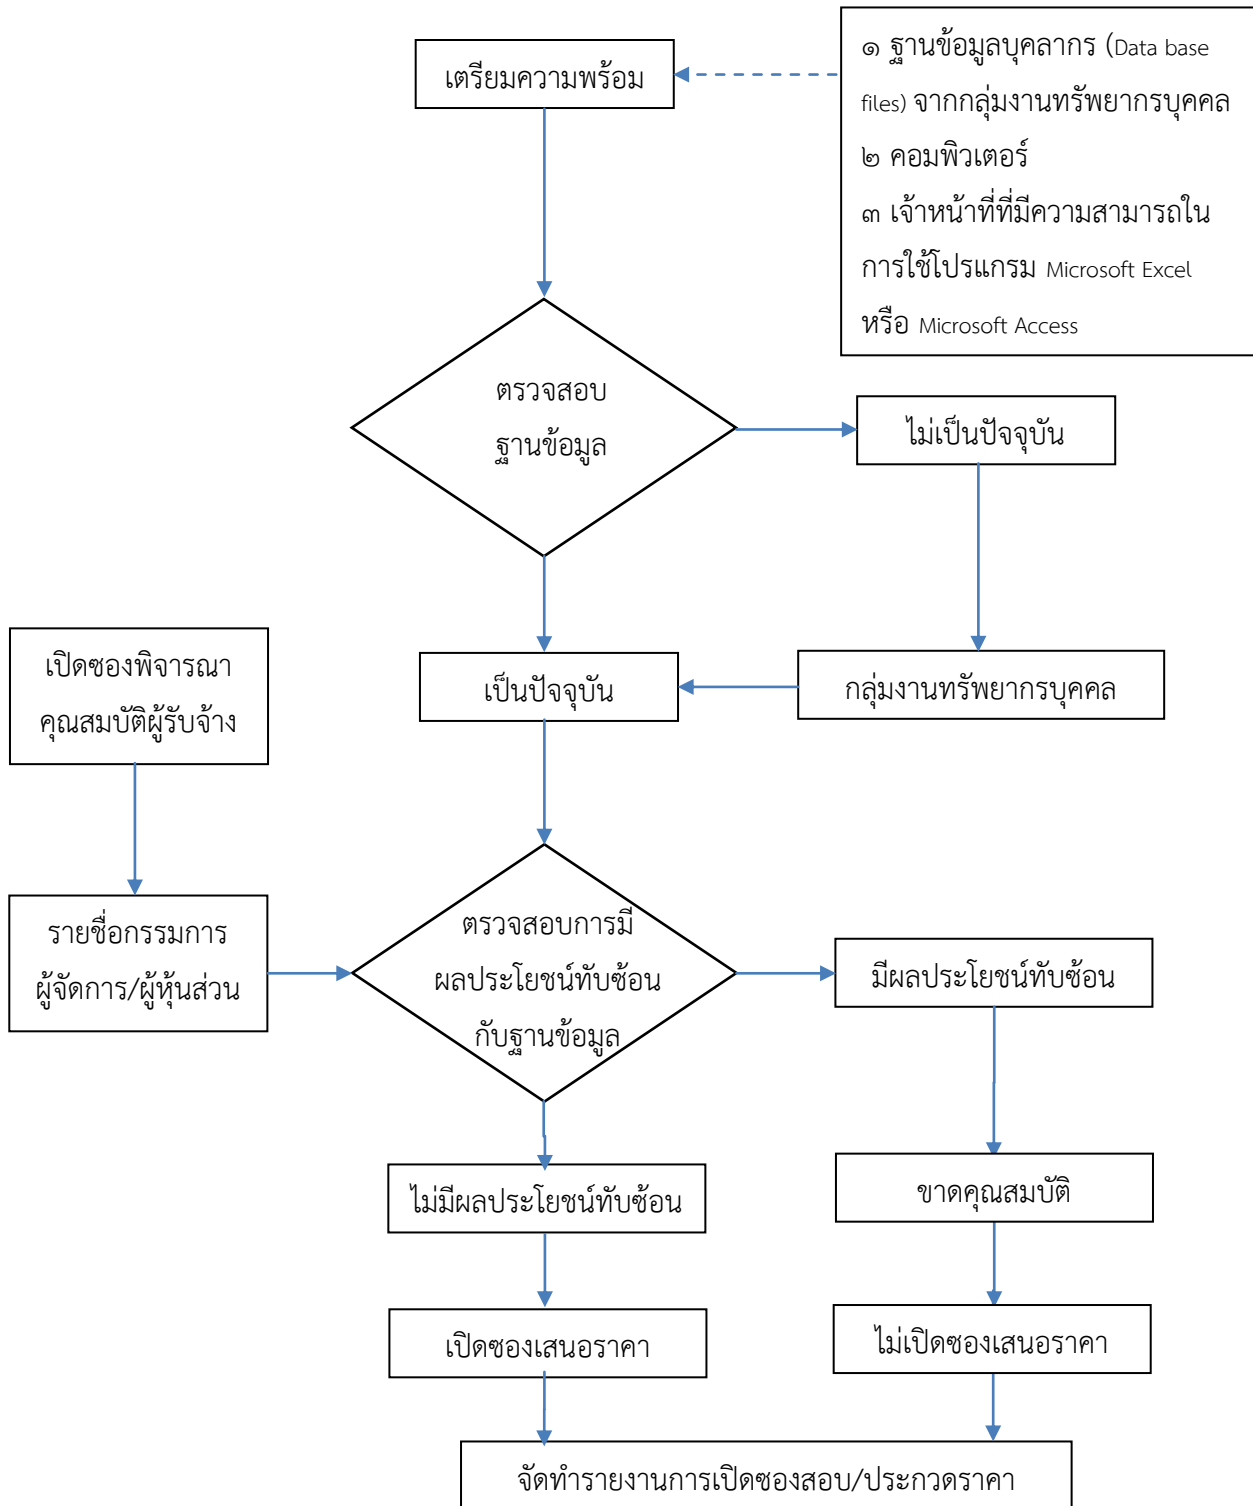 เตรียมความพร้อม
๑ ฐานข้อมูลบุคลากร (Data base
files) จากกลุ่มงานทรัพยากรบุคคล
๒ คอมพิวเตอร์
๓ เจ้าหน้าที่ที่มีความสามารถใน
การใช้โปรแกรม Microsoft Excel
หรือ Microsoft Access
ตรวจสอบ
ฐานข้อมูล
ไม่เป็นปัจจุบัน
เปิดซองพิจารณา
คุณสมบัติผู้รับจ้าง
เป็นปัจจุบัน
กลุ่มงานทรัพยากรบุคคล
รายชื่อกรรมการ
ผู้จัดการ/ผู้หุ้นส่วน
ตรวจสอบการมี
ผลประโยชน์ทับซ้อน
กับฐานข้อมูล
มีผลประโยชน์ทับซ้อน
ไม่มีผลประโยชน์ทับซ้อน
ขาดคุณสมบัติ
เปิดซองเสนอราคา
ไม่เปิดซองเสนอราคา
จัดทำรายงานการเปิดซองสอบ/ประกวดราคา